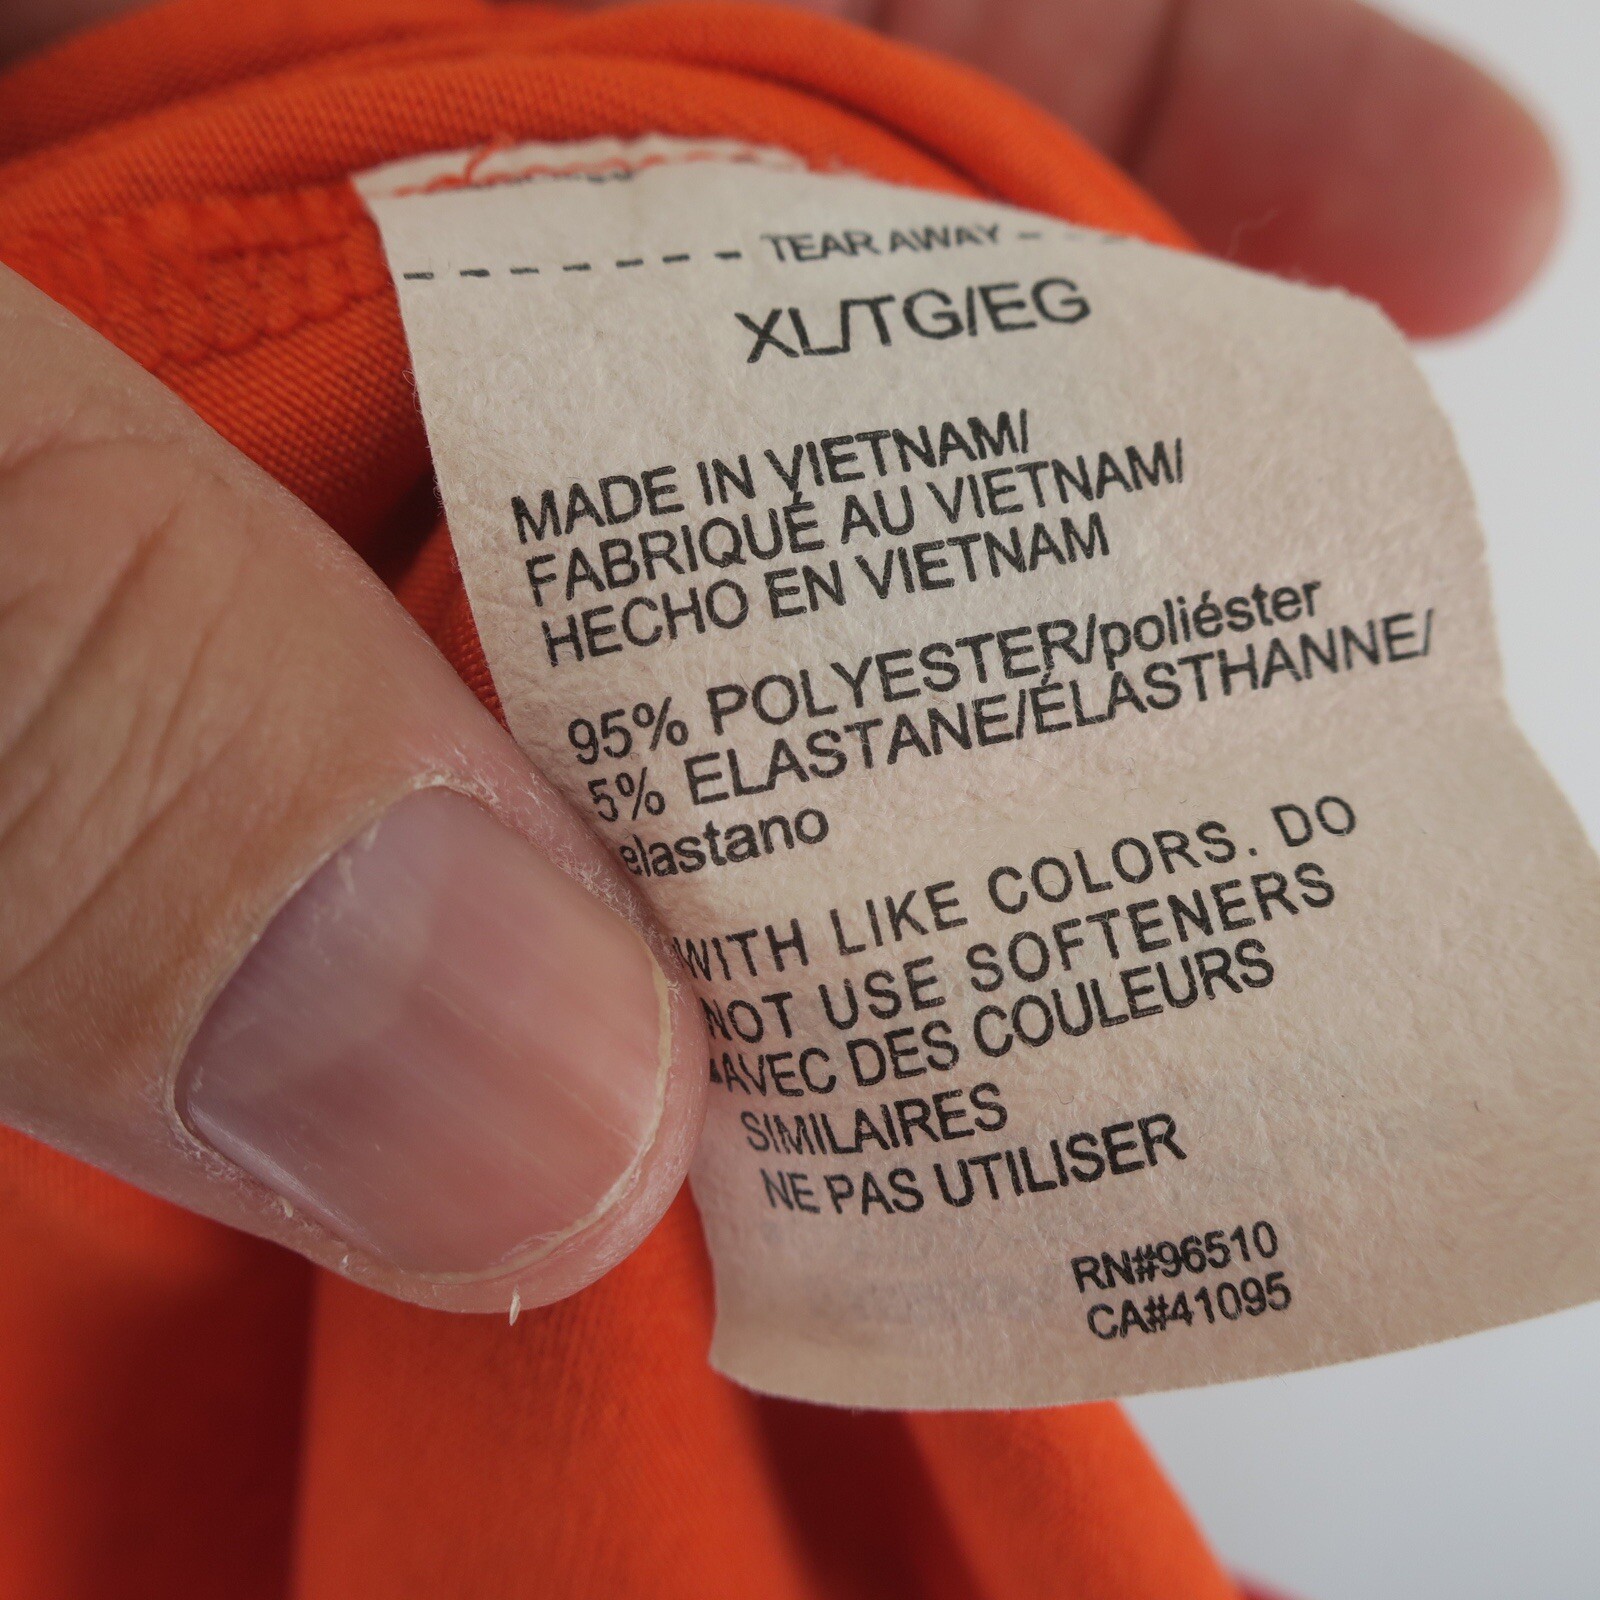 TEAR AWAY
XL/TG/EG
MADE IN VIETNAM/
FABRIQUÉ AU VIETNAM/
HECHO EN VIETNAM
95% POLYESTER/poliéster
5% ELASTANE/ÉLASTHANNE/
elastano
WITH LIKE COLORS. DO
NOT USE SOFTENERS
AVEC DES COULEURS
SIMILAIRES
NE PAS UTILISER
RN#96510
CA#41095